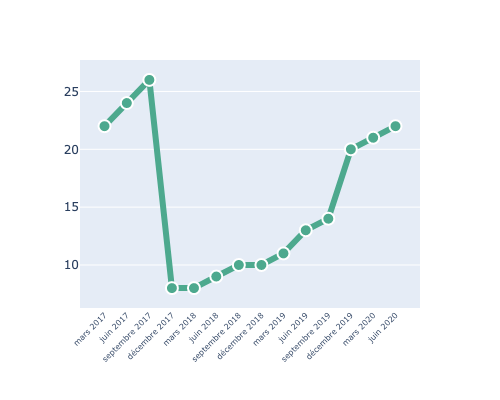 25
20
15
10
mars 2017
juin 2017
septembre 2017
décembre 2017
mars 2018
juin 2018
septembre 2018
décembre 2018
mars 2019
juin 2019
septembre 2019
décembre 2019
mars 2020
juin 2020